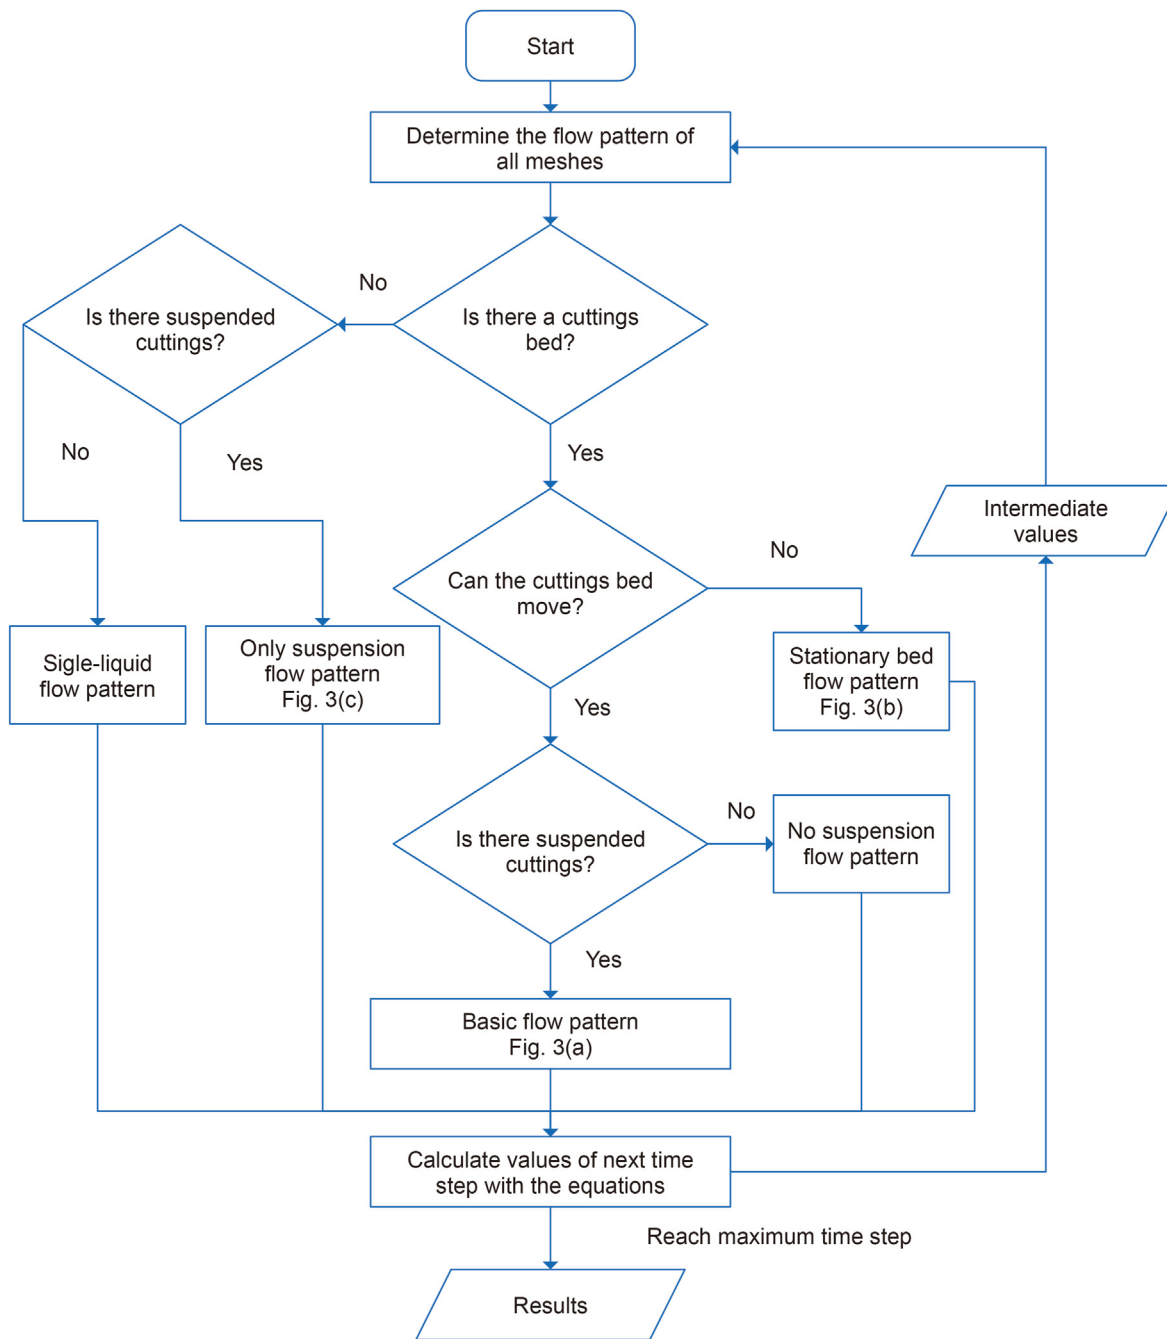 Start
Determine the flow pattern of
all meshes
No
Is there suspended
cuttings?
Is there a cuttings
bed?
No
Yes
Yes
Intermediate
values
No
Can the cuttings bed
move?
Sigle-liquid
flow pattern
Only suspension
flow pattern
Fig. 3(c)
Stationary bed
flow pattern
Fig. 3(b)
Yes
No
Is there suspended
cuttings?
No suspension
flow pattern
Yes
Basic flow pattern
Fig. 3(a)
Calculate values of next time
step with the equations
Reach maximum time step
Results